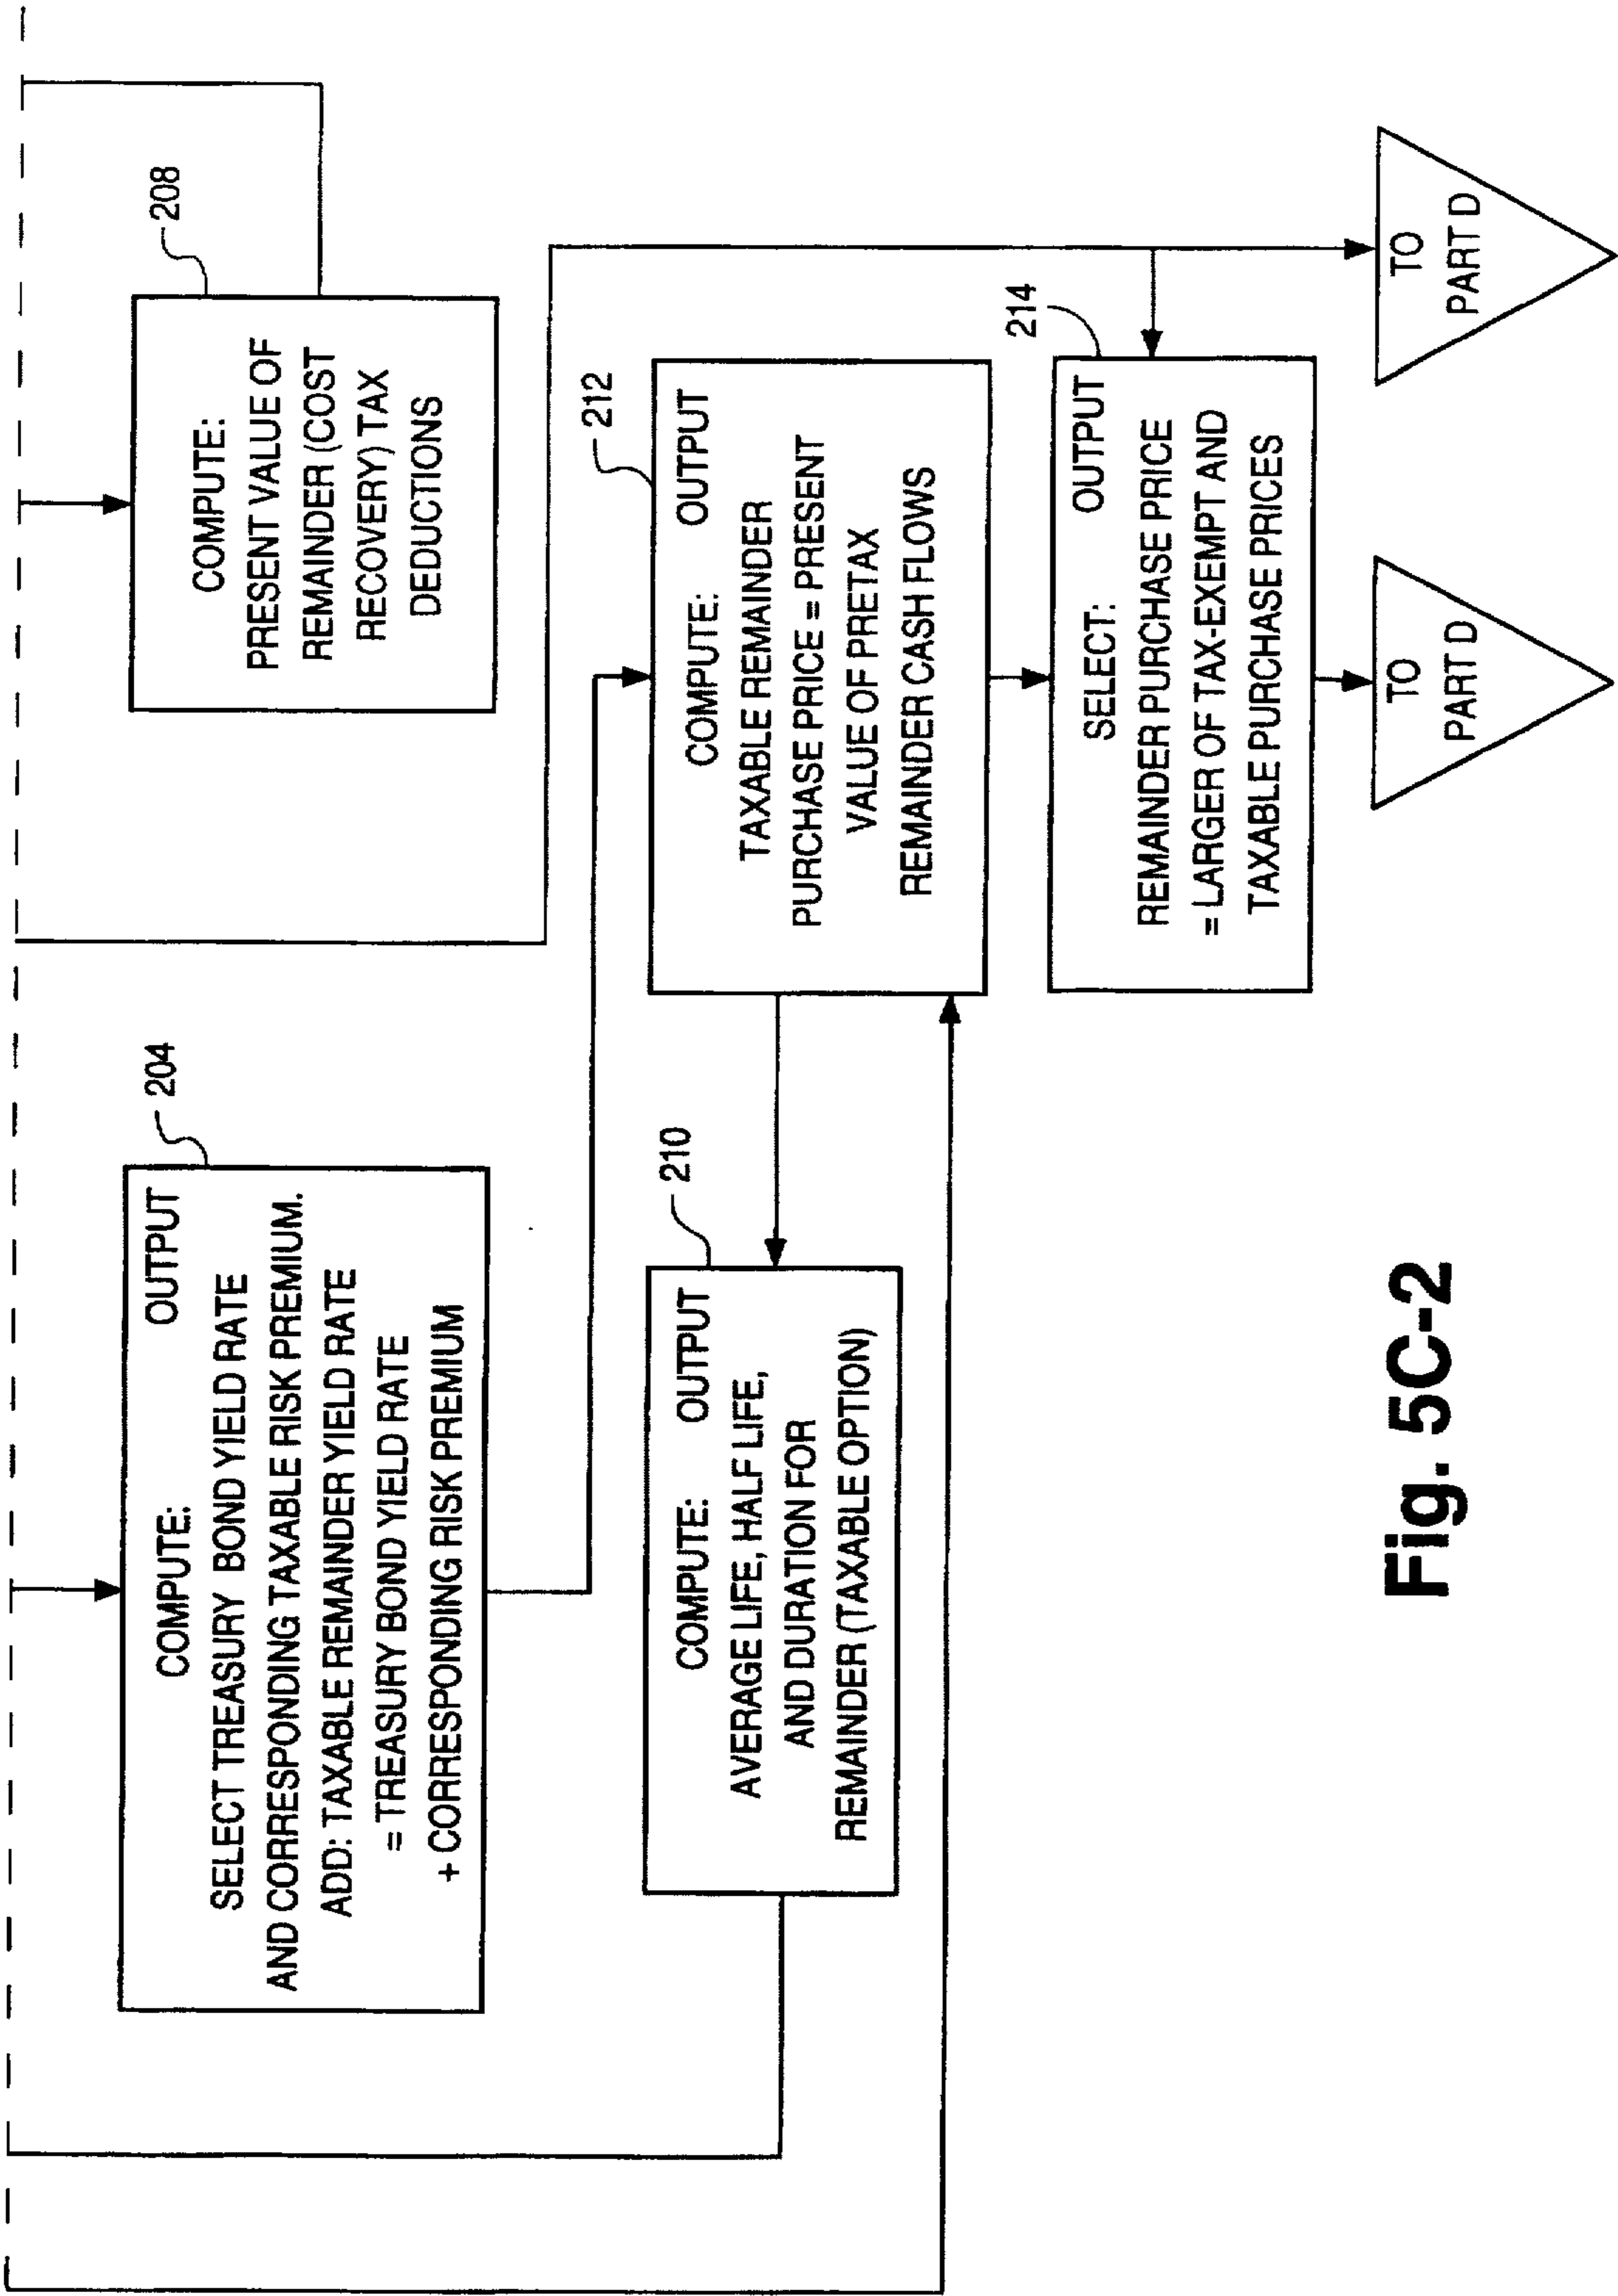 204
COMPUTE: OUTPUT
SELECT TREASURY BOND YIELD RATE
AND CORRESPONDING TAXABLE RISK PREMIUM.
ADD: TAXABLE REMAINDER YIELD RATE
= TREASURY BOND YIELD RATE
+ CORRESPONDING RISK PREMIUM
208
COMPUTE:
PRESENT VALUE OF
REMAINDER (COST
RECOVERY) TAX
DEDUCTIONS
210
COMPUTE: OUTPUT
AVERAGE LIFE, HALF LIFE,
AND DURATION FOR
REMAINDER (TAXABLE OPTION)
212
COMPUTE: OUTPUT
TAXABLE REMAINDER
PURCHASE PRICE = PRESENT
VALUE OF PRETAX
REMAINDER CASH FLOWS
214
SELECT: OUTPUT
REMAINDER PURCHASE PRICE
= LARGER OF TAX-EXEMPT AND
TAXABLE PURCHASE PRICES
TO
PART D
TO
PART D
Fig. 5C-2